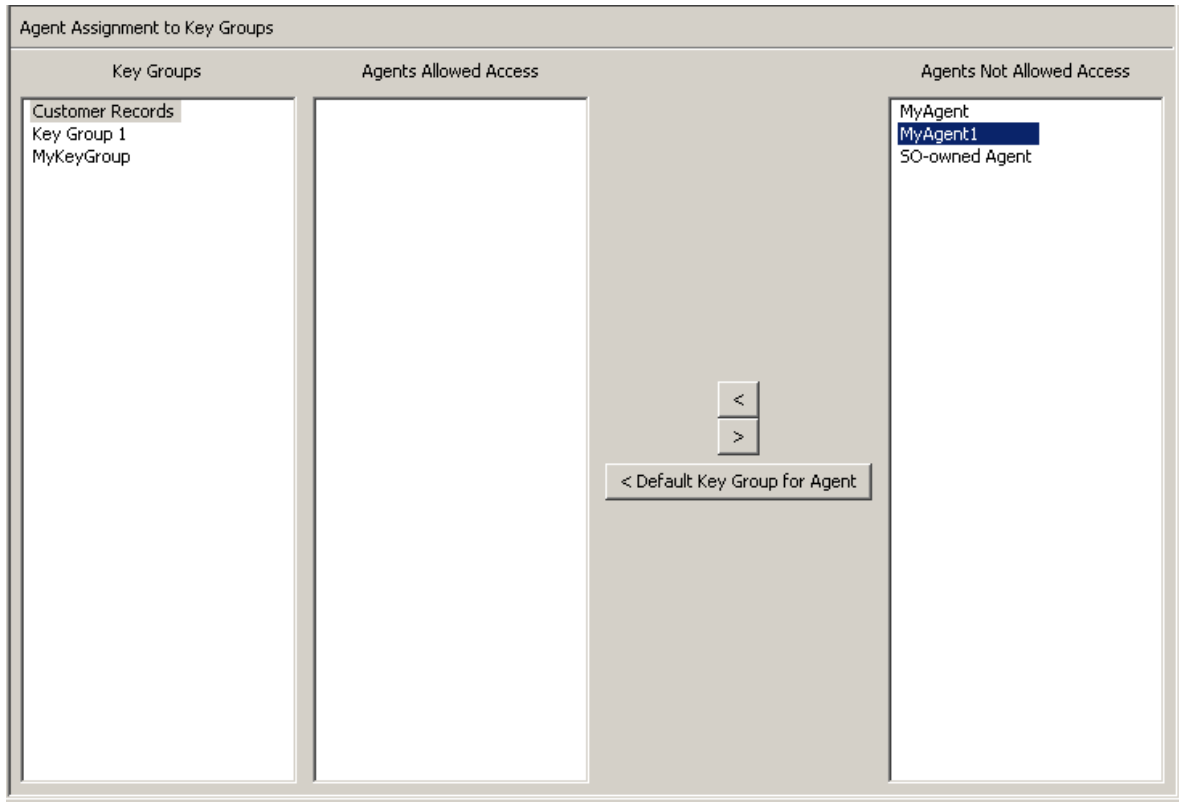 Agent Assignment to Key Groups
Key Groups
Agents Allowed Access
Agents Not Allowed Access
Customer Records
Key Group 1
MyKeyGroup
MyAgent
MyAgent1
SO-owned Agent
<
>
< Default Key Group for Agent